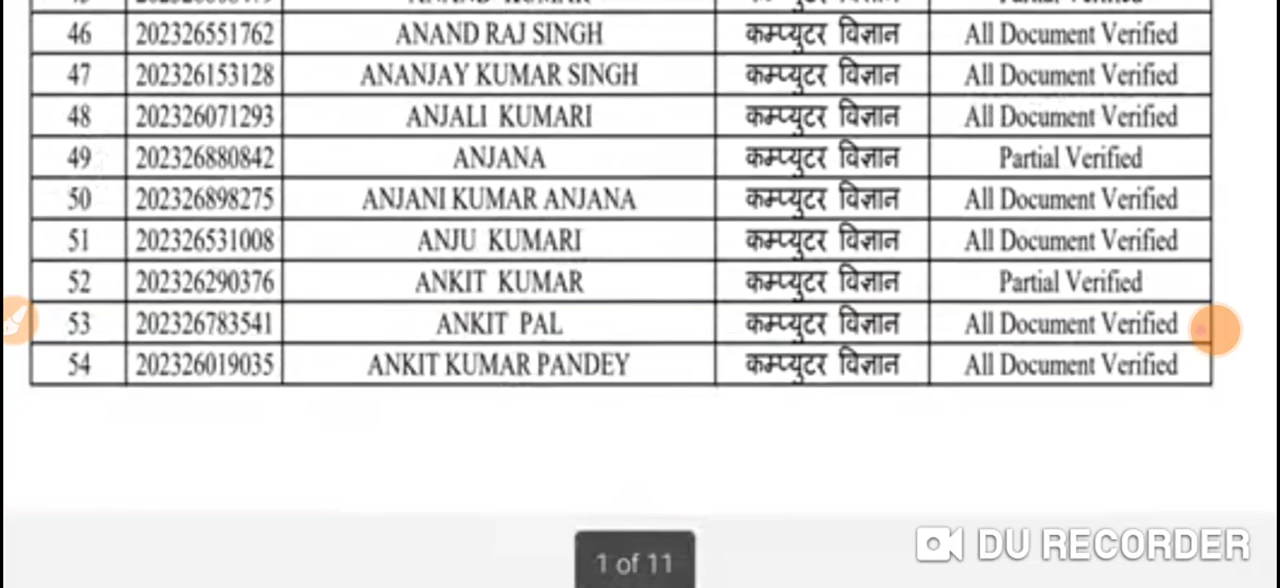 46 202326551762 ANAND RAJ SINGH कम्प्युटर विज्ञान All Document Verified
47 202326153128 ANANJAY KUMAR SINGH कम्प्युटर विज्ञान All Document Verified
48 202326071293 ANJALI KUMARI कम्प्युटर विज्ञान All Document Verified
49 202326880842 ANJANA कम्प्युटर विज्ञान Partial Verified
50 202326898275 ANJANI KUMAR ANJANA कम्प्युटर विज्ञान All Document Verified
51 202326531008 ANJU KUMARI कम्प्युटर विज्ञान All Document Verified
52 202326290376 ANKIT KUMAR कम्प्युटर विज्ञान Partial Verified
53 202326783541 ANKIT PAL कम्प्युटर विज्ञान All Document Verified
54 202326019035 ANKIT KUMAR PANDEY कम्प्युटर विज्ञान All Document Verified
1 of 11
DU RECORDER